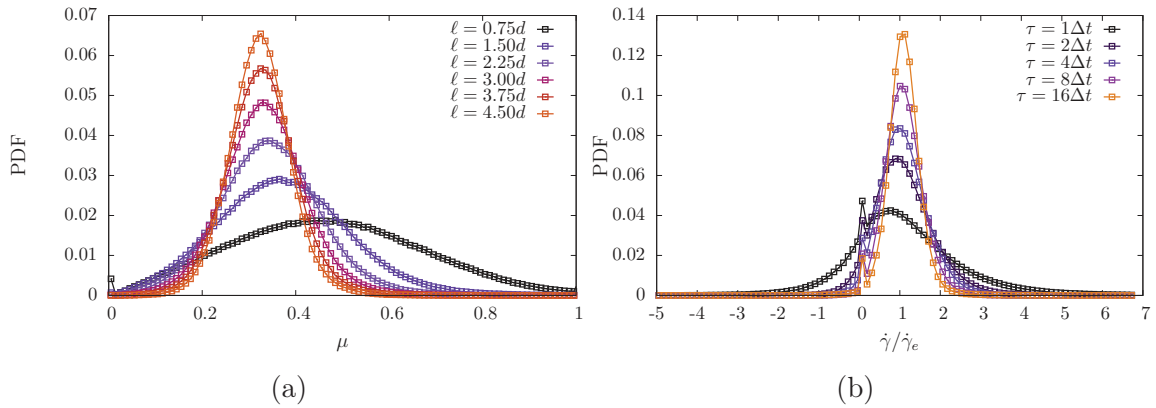 0.07
0.06
0.05
0.04
0.03
0.02
0.01
0
PDF
ℓ = 0.75d
ℓ = 1.50d
ℓ = 2.25d
ℓ = 3.00d
ℓ = 3.75d
ℓ = 4.50d
0 0.2 0.4 0.6 0.8 1
μ
(a)
0.14
0.12
0.1
0.08
0.06
0.04
0.02
0
PDF
τ = 1Δt
τ = 2Δt
τ = 4Δt
τ = 8Δt
τ = 16Δt
-5 -4 -3 -2 -1 0 1 2 3 4 5 6 7
γ̇/γ̇ₑ
(b)